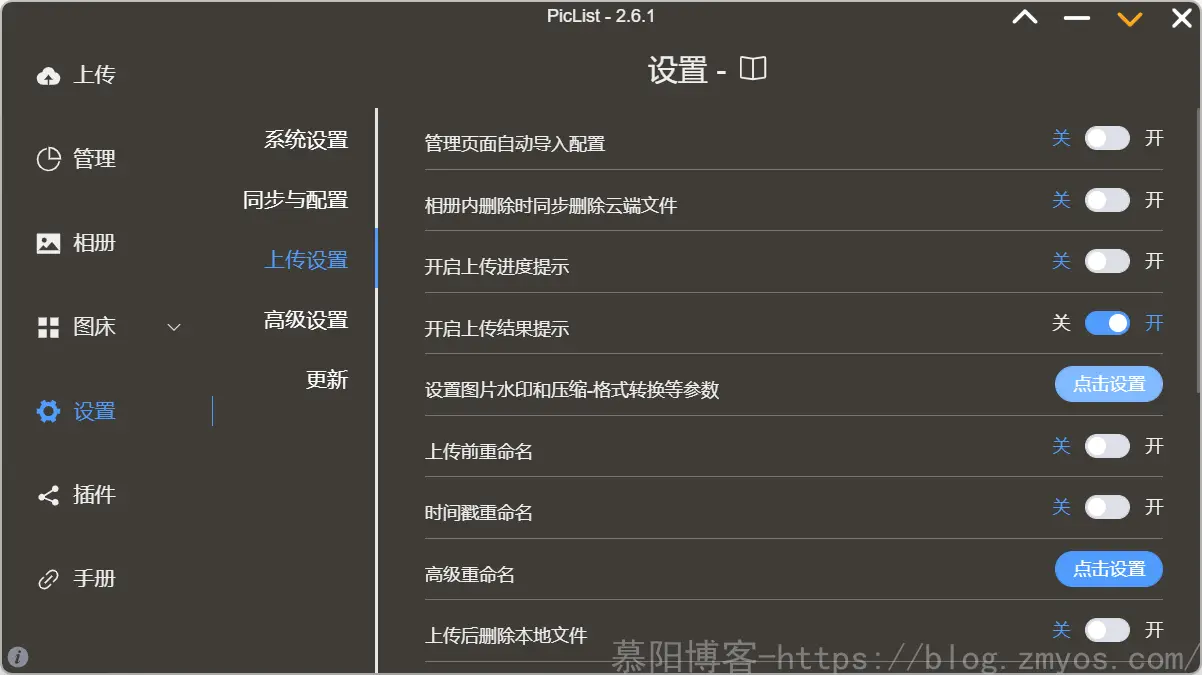 PicList - 2.6.1
设置 -
上传
管理
相册
图床
设置
插件
手册
系统设置
同步与配置
上传设置
高级设置
更新
管理页面自动导入配置 关 开
相册内删除时同步删除云端文件 关 开
开启上传进度提示 关 开
开启上传结果提示 关 开
设置图片水印和压缩-格式转换等参数 点击设置
上传前重命名 关 开
时间戳重命名 关 开
高级重命名 点击设置
上传后删除本地文件 关 开
慕阳博客-https://blog.zmyos.com/